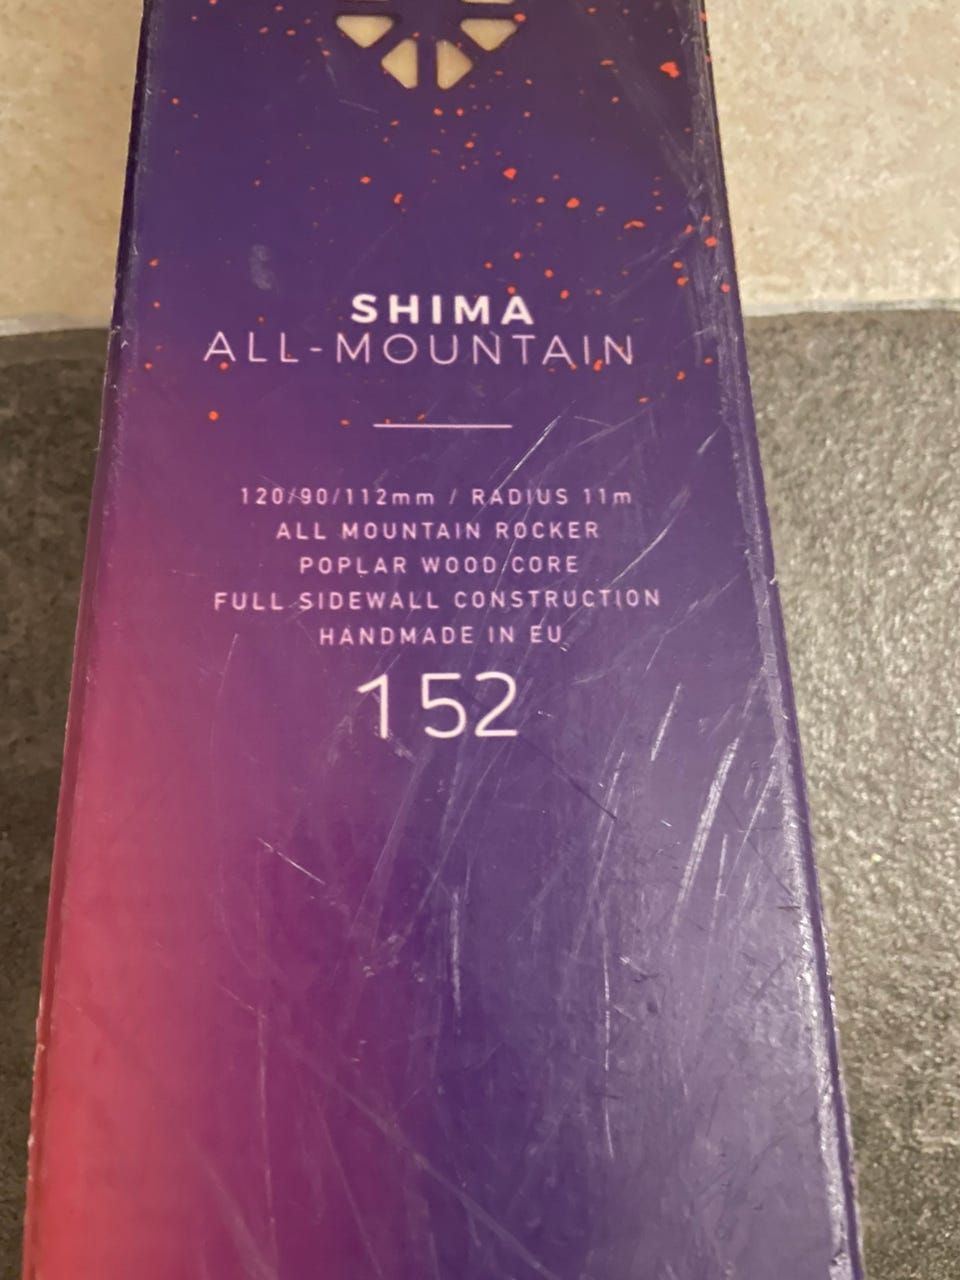 SHIMA
ALL-MOUNTAIN
120/90/112mm / RADIUS 11m
ALL MOUNTAIN ROCKER
POPLAR WOOD CORE
FULL SIDEWALL CONSTRUCTION
HANDMADE IN EU
152